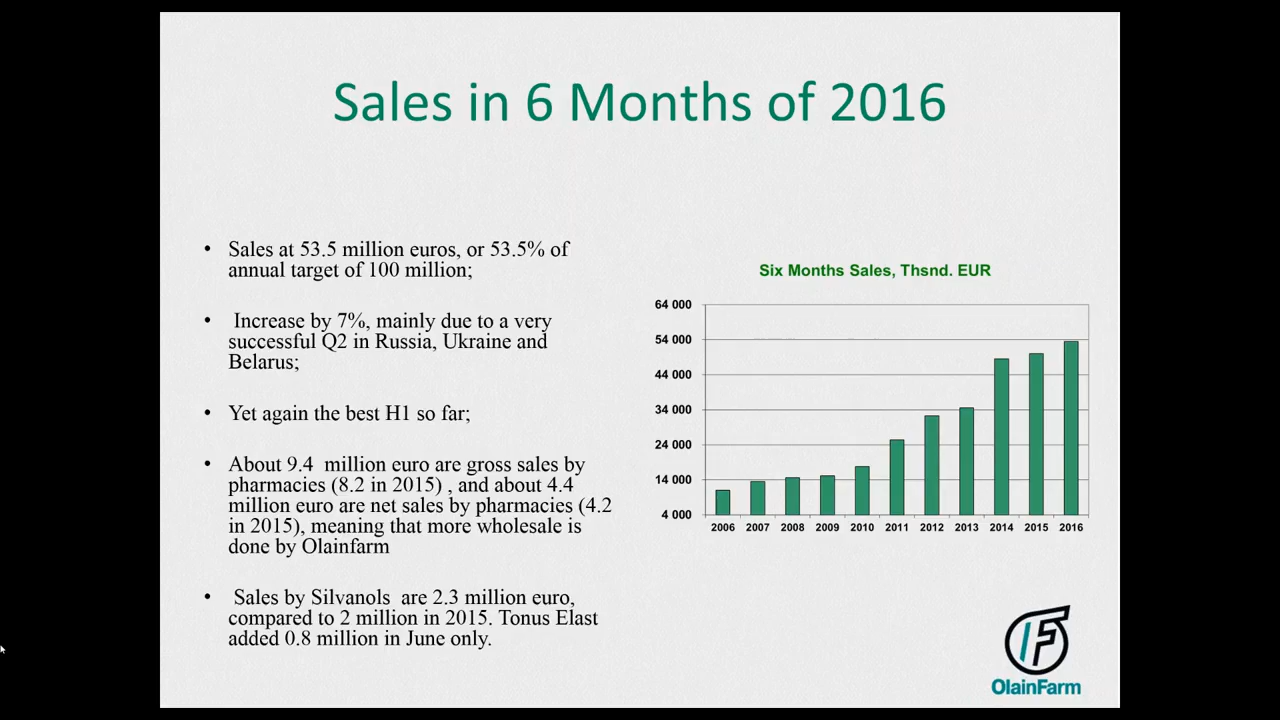 Sales in 6 Months of 2016
• Sales at 53.5 million euros, or 53.5% of
annual target of 100 million;
• Increase by 7%, mainly due to a very
successful Q2 in Russia, Ukraine and
Belarus;
• Yet again the best H1 so far;
• About 9.4 million euro are gross sales by
pharmacies (8.2 in 2015) , and about 4.4
million euro are net sales by pharmacies (4.2
in 2015), meaning that more wholesale is
done by Olainfarm
• Sales by Silvanols are 2.3 million euro,
compared to 2 million in 2015. Tonus Elast
added 0.8 million in June only.
Six Months Sales, Thsnd. EUR
64 000
54 000
44 000
34 000
24 000
14 000
4 000
2006 2007 2008 2009 2010 2011 2012 2013 2014 2015 2016
OlainFarm